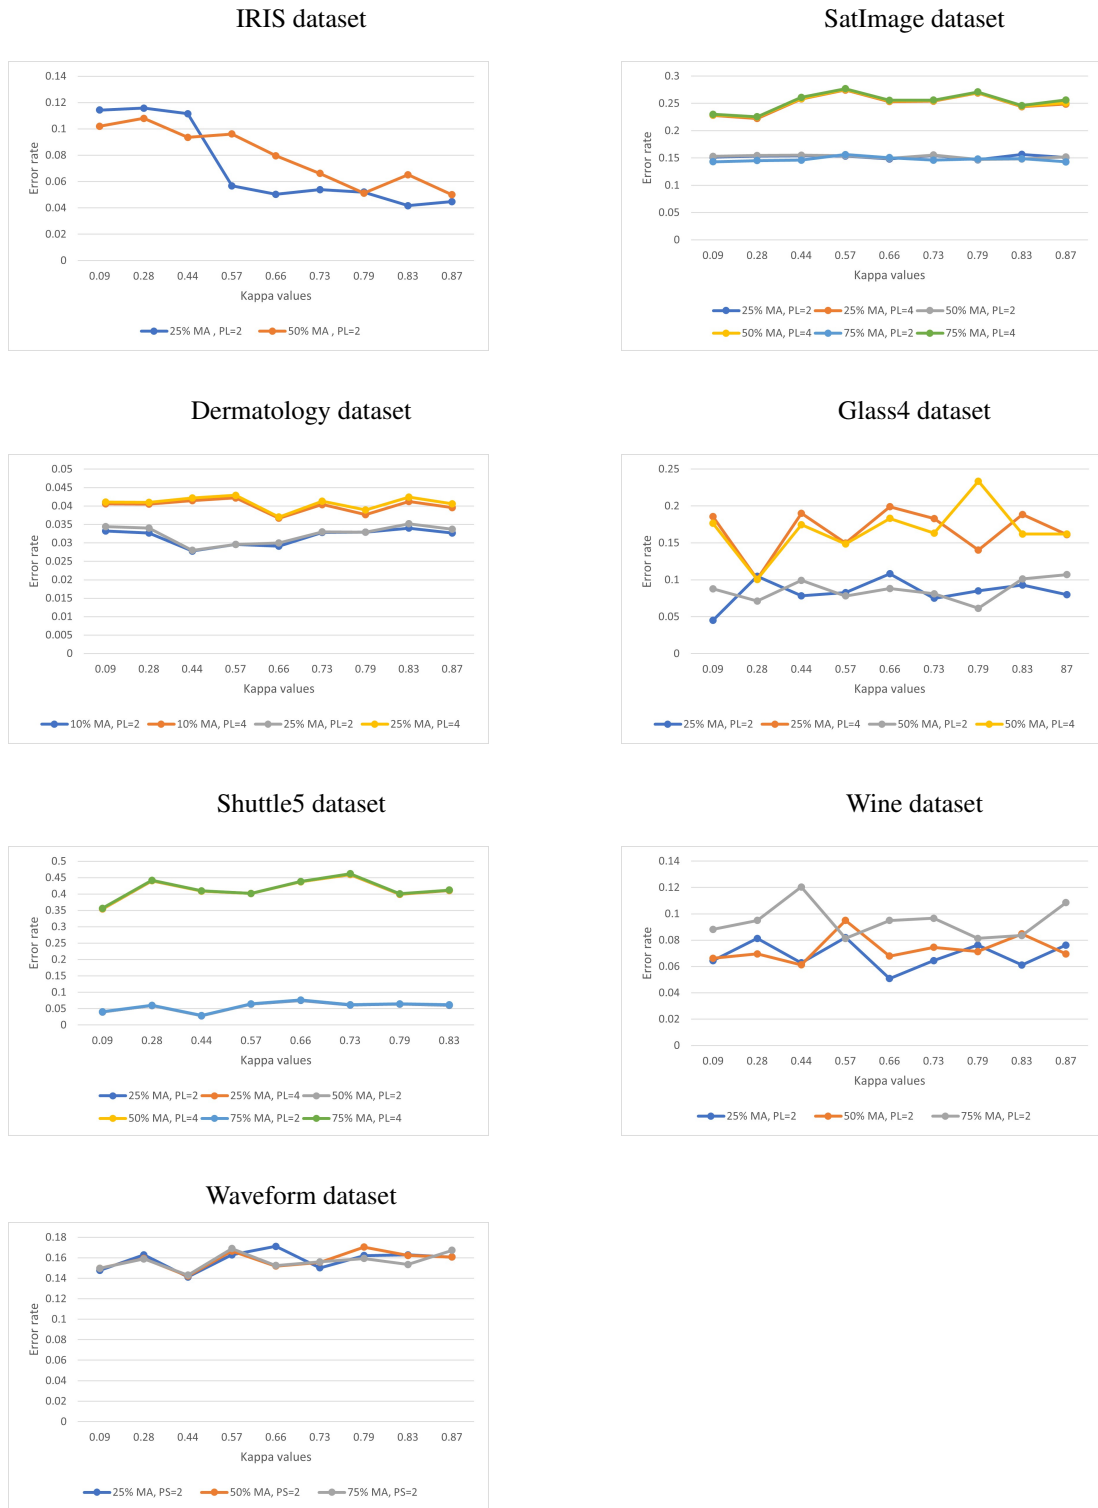 IRIS dataset
0.14
0.12
0.1
0.08
0.06
0.04
0.02
0
Error rate
0.09 0.28 0.44 0.57 0.66 0.73 0.79 0.83 0.87
Kappa values
25% MA , PL=2 50% MA , PL=2
SatImage dataset
0.3
0.25
0.2
0.15
0.1
0.05
0
Error rate
0.09 0.28 0.44 0.57 0.66 0.73 0.79 0.83 0.87
Kappa values
25% MA, PL=2 25% MA, PL=4 50% MA, PL=2
50% MA, PL=4 75% MA, PL=2 75% MA, PL=4
Dermatology dataset
0.05
0.045
0.04
0.035
0.03
0.025
0.02
0.015
0.01
0.005
0
Error rate
0.09 0.28 0.44 0.57 0.66 0.73 0.79 0.83 0.87
Kappa values
10% MA, PL=2 10% MA, PL=4 25% MA, PL=2 25% MA, PL=4
Glass4 dataset
0.25
0.2
0.15
0.1
0.05
0
Error rate
0.09 0.28 0.44 0.57 0.66 0.73 0.79 0.83 87
Kappa values
25% MA, PL=2 25% MA, PL=4 50% MA, PL=2 50% MA, PL=4
Shuttle5 dataset
0.5
0.45
0.4
0.35
0.3
0.25
0.2
0.15
0.1
0.05
0
Error rate
0.09 0.28 0.44 0.57 0.66 0.73 0.79 0.83
Kappa values
25% MA, PL=2 25% MA, PL=4 50% MA, PL=2
50% MA, PL=4 75% MA, PL=2 75% MA, PL=4
Wine dataset
0.14
0.12
0.1
0.08
0.06
0.04
0.02
0
Error rate
0.09 0.28 0.44 0.57 0.66 0.73 0.79 0.83 0.87
Kappa values
25% MA, PL=2 50% MA, PL=2 75% MA, PL=2
Waveform dataset
0.18
0.16
0.14
0.12
0.1
0.08
0.06
0.04
0.02
0
Error rate
0.09 0.28 0.44 0.57 0.66 0.73 0.79 0.83 0.87
Kappa values
25% MA, PS=2 50% MA, PS=2 75% MA, PS=2